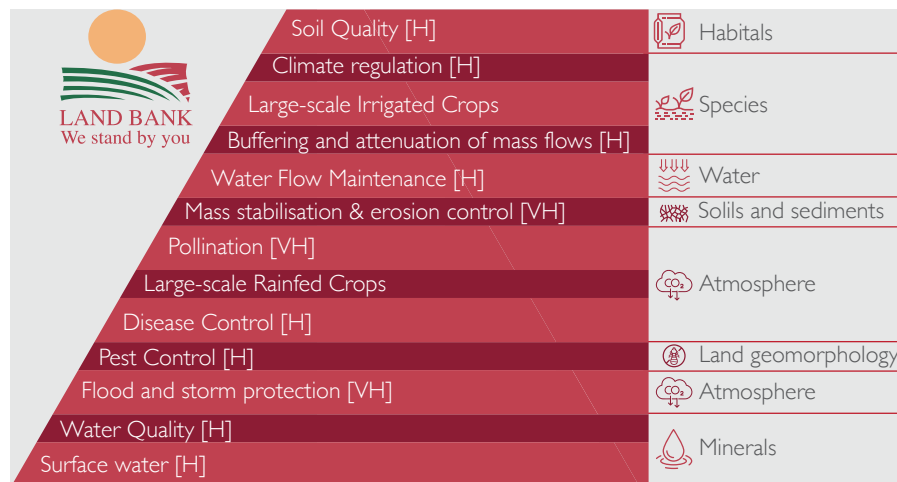 LAND BANK
We stand by you
Soil Quality [H]
Climate regulation [H]
Large-scale Irrigated Crops
Buffering and attenuation of mass flows [H]
Water Flow Maintenance [H]
Mass stabilisation & erosion control [VH]
Pollination [VH]
Large-scale Rainfed Crops
Disease Control [H]
Pest Control [H]
Flood and storm protection [VH]
Water Quality [H]
Surface water [H]
Habitals
Species
Water
Solils and sediments
CO₂ Atmosphere
Land geomorphology
CO₂ Atmosphere
Minerals